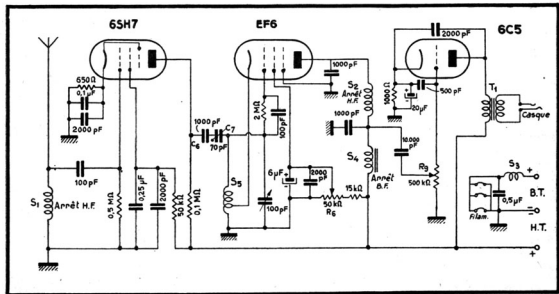 6SH7
EF6
6C5
650Ω
0,1µF
2000 pF
100 pF
S1 Arrêt H.F.
0,5 MΩ
0,25 µF
2000 pF
50 kΩ
0,1 MΩ
1000 pF
C6
C7
70 pF
S5
2 MΩ
100 pF
100 pF
6µF
2000 pF
50 kΩ
R6
15 kΩ
1000 pF
S2
Arrêt
H.F.
1000 pF
S4
Arrêt
B.F.
10.000 pF
R9
500 kΩ
2000 pF
1000Ω
20µF
500 pF
T1
Casque
S3
0,5µF
Filam.
B.T.
H.T.
+
−
−
+